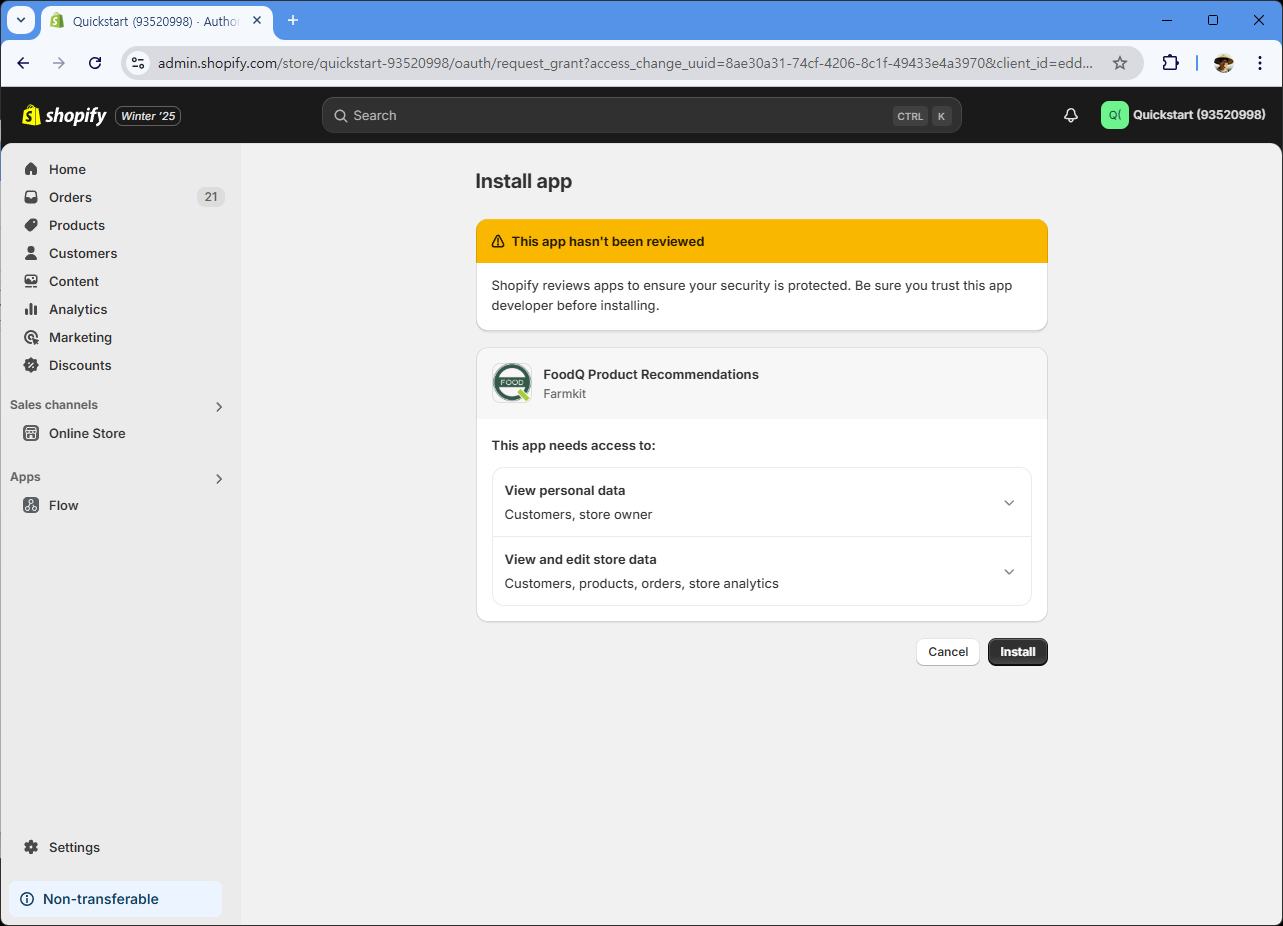 Quickstart (93520998) · Autho
admin.shopify.com/store/quickstart-93520998/oauth/request_grant?access_change_uuid=8ae30a31-74cf-4206-8c1f-49433e4a3970&client_id=edd...
shopify Winter '25
Search CTRL K
Q( Quickstart (93520998)
Home
Orders 21
Products
Customers
Content
Analytics
Marketing
Discounts
Sales channels
Online Store
Apps
Flow
Settings
Non-transferable
Install app
This app hasn't been reviewed
Shopify reviews apps to ensure your security is protected. Be sure you trust this app
developer before installing.
FOOD
FoodQ Product Recommendations
Farmkit
This app needs access to:
View personal data
Customers, store owner
View and edit store data
Customers, products, orders, store analytics
Cancel Install